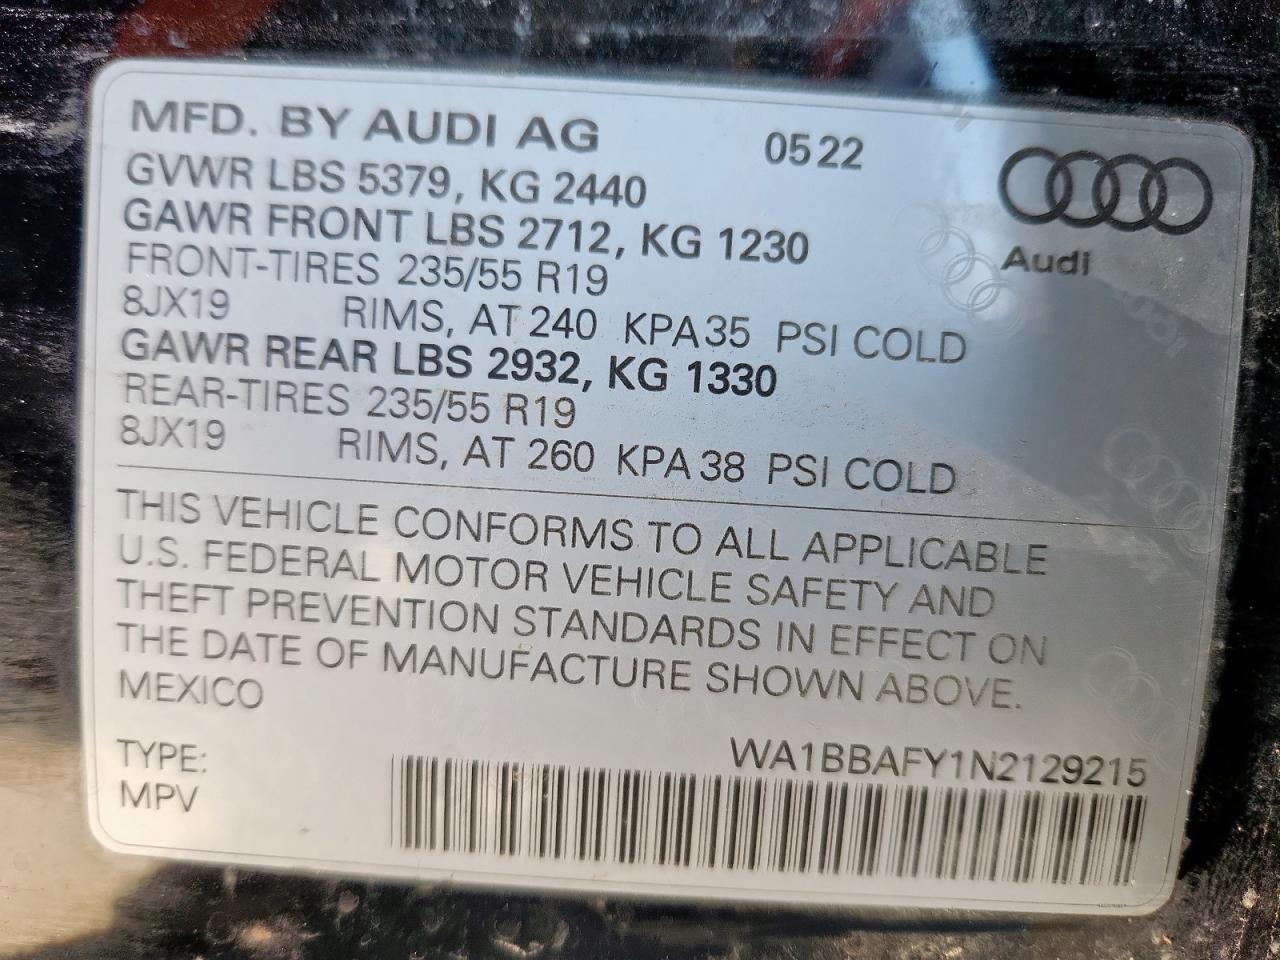 MFD. BY AUDI AG 0522
GVWR LBS 5379, KG 2440
GAWR FRONT LBS 2712, KG 1230
Audi
FRONT-TIRES 235/55 R19
8JX19 RIMS, AT 240 KPA 35 PSI COLD
GAWR REAR LBS 2932, KG 1330
REAR-TIRES 235/55 R19
8JX19 RIMS, AT 260 KPA 38 PSI COLD
THIS VEHICLE CONFORMS TO ALL APPLICABLE
U.S. FEDERAL MOTOR VEHICLE SAFETY AND
THEFT PREVENTION STANDARDS IN EFFECT ON
THE DATE OF MANUFACTURE SHOWN ABOVE.
MEXICO
TYPE: WA1BBAFY1N2129215
MPV